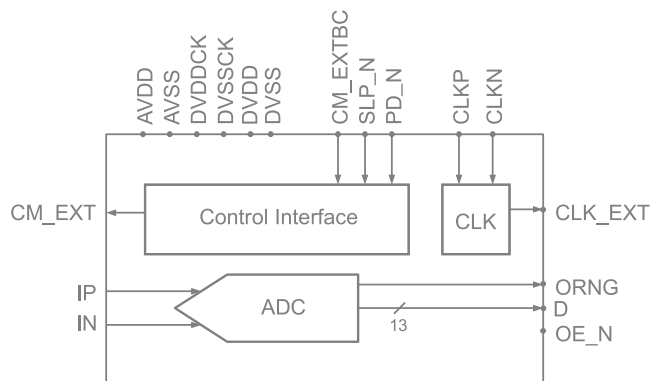 AVDD
AVSS
DVDDCK
DVSSCK
DVDD
DVSS
CM_EXTBC
SLP_N
PD_N
CLKP
CLKN
CM_EXT
Control Interface
CLK
CLK_EXT
IP
IN
ADC
13
ORNG
D
OE_N